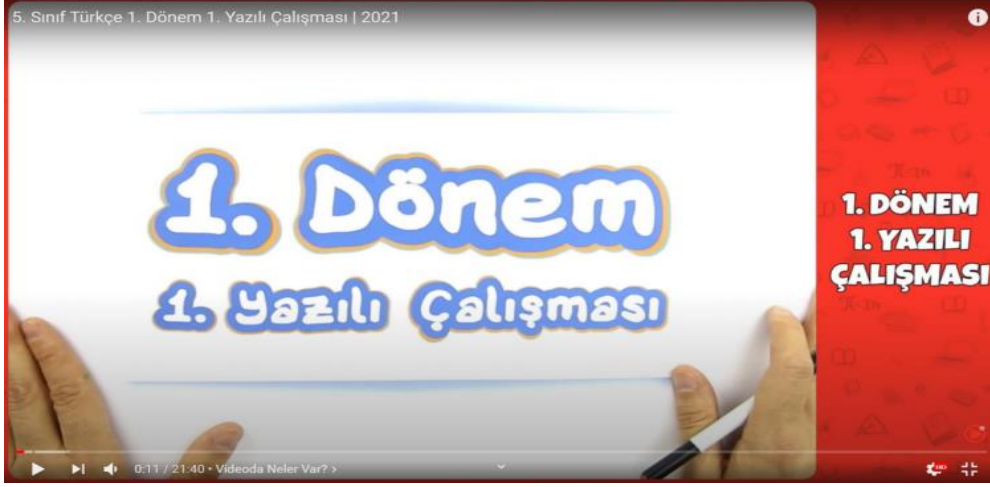 5. Sınıf Türkçe 1. Dönem 1. Yazılı Çalışması | 2021
1. Dönem
1. Yazılı Çalışması
1. DÖNEM
1. YAZILI
ÇALIŞMASI
0:11 / 21:40 • Videoda Neler Var? >